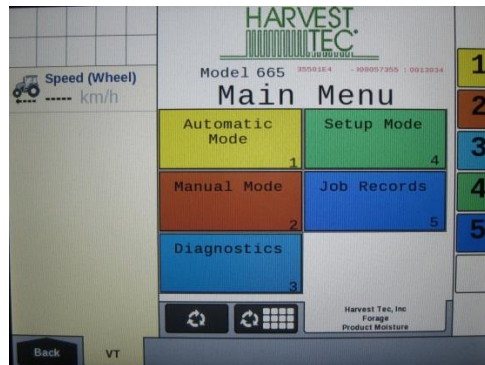 HARVEST
TEC
Model 665
Main Menu
Speed (Wheel)
----- km/h
Automatic
Mode
1
Setup Mode
4
Manual Mode
2
Job Records
5
Diagnostics
3
1
2
3
4
5
Harvest Tec, Inc
Forage
Product Moisture
Back
VT